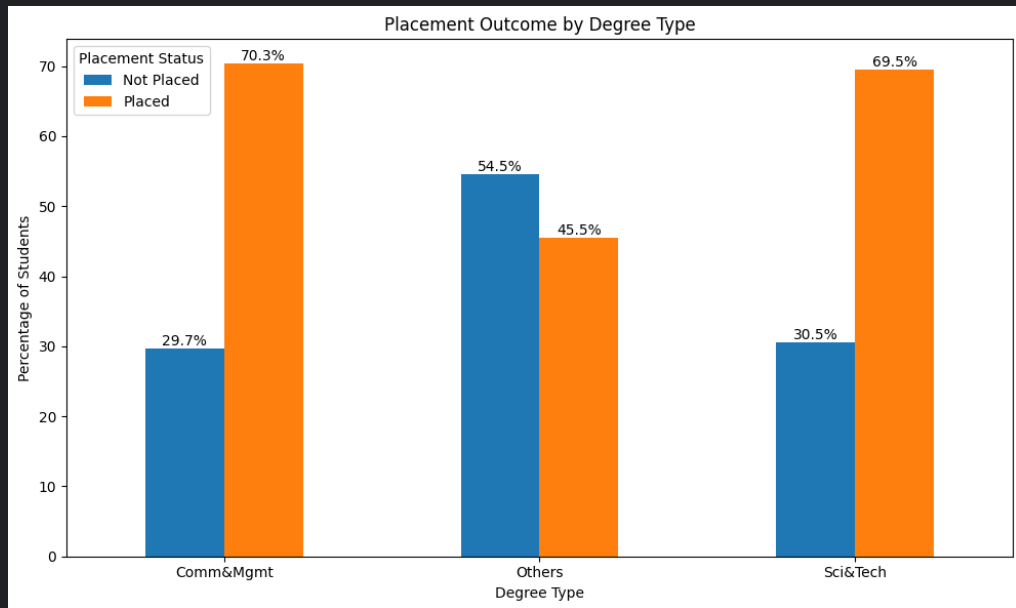 Placement Outcome by Degree Type
Placement Status
Not Placed
Placed
Percentage of Students
70
60
50
40
30
20
10
0
29.7%
70.3%
54.5%
45.5%
30.5%
69.5%
Comm&Mgmt
Others
Sci&Tech
Degree Type